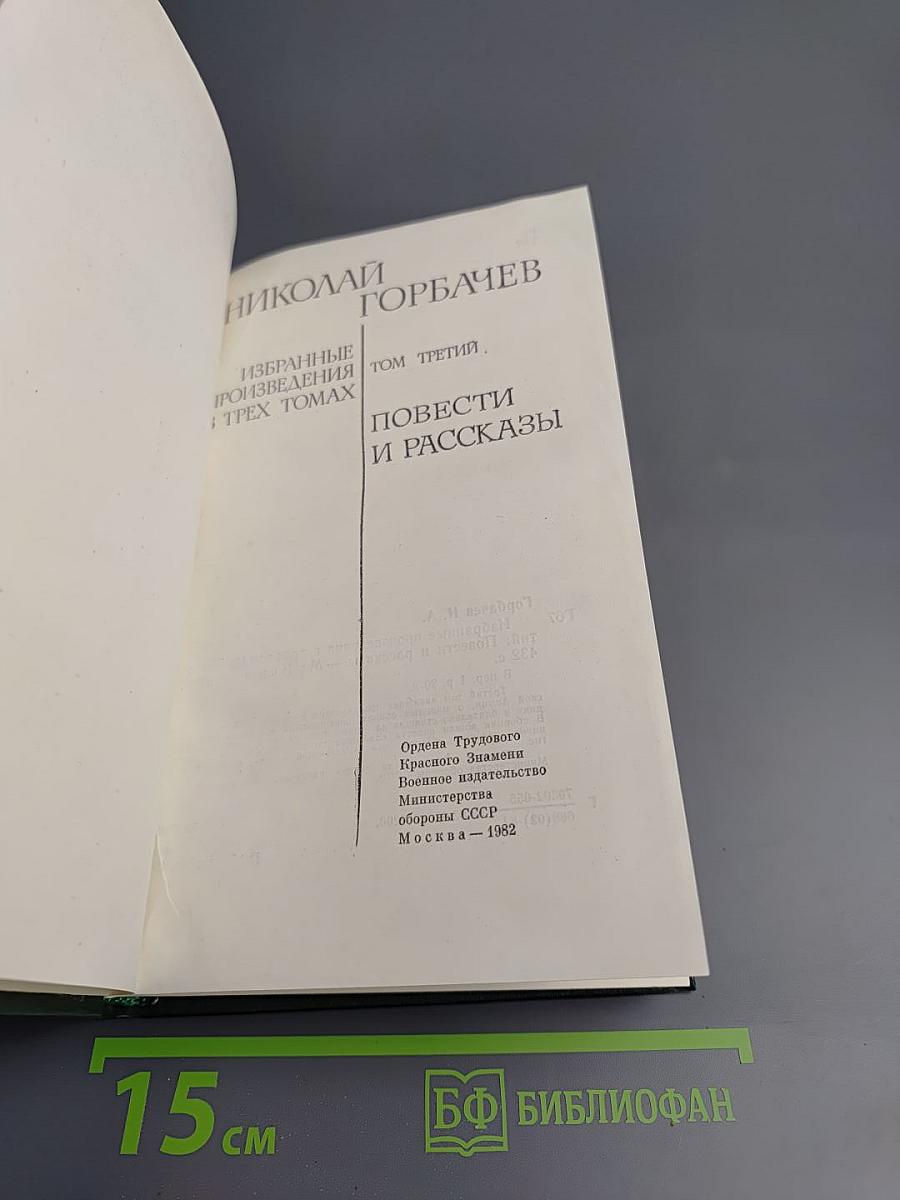 НИКОЛАЙ
ГОРБАЧЕВ
ИЗБРАННЫЕ
ПРОИЗВЕДЕНИЯ
В ТРЕХ ТОМАХ
ТОМ ТРЕТИЙ
ПОВЕСТИ
И РАССКАЗЫ
Ордена Трудового
Красного Знамени
Военное издательство
Министерства
обороны СССР
Москва — 1982
15 см
БФ БИБЛИОФАН